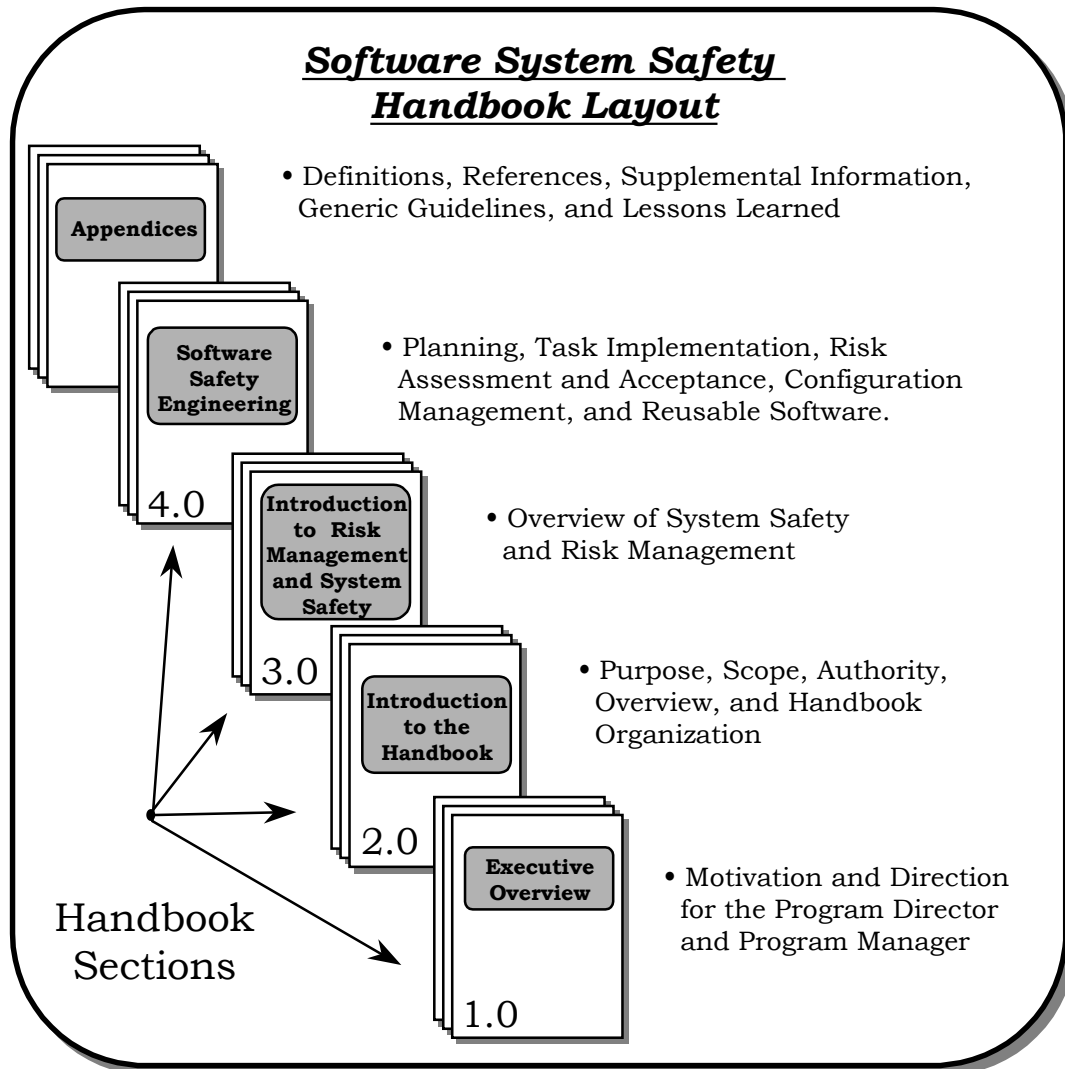 Software System Safety
Handbook Layout
Appendices
• Definitions, References, Supplemental Information,
Generic Guidelines, and Lessons Learned
Software
Safety
Engineering
4.0
• Planning, Task Implementation, Risk
Assessment and Acceptance, Configuration
Management, and Reusable Software.
Introduction
to Risk
Management
and System
Safety
3.0
• Overview of System Safety
and Risk Management
Introduction
to the
Handbook
2.0
• Purpose, Scope, Authority,
Overview, and Handbook
Organization
Executive
Overview
1.0
• Motivation and Direction
for the Program Director
and Program Manager
Handbook
Sections